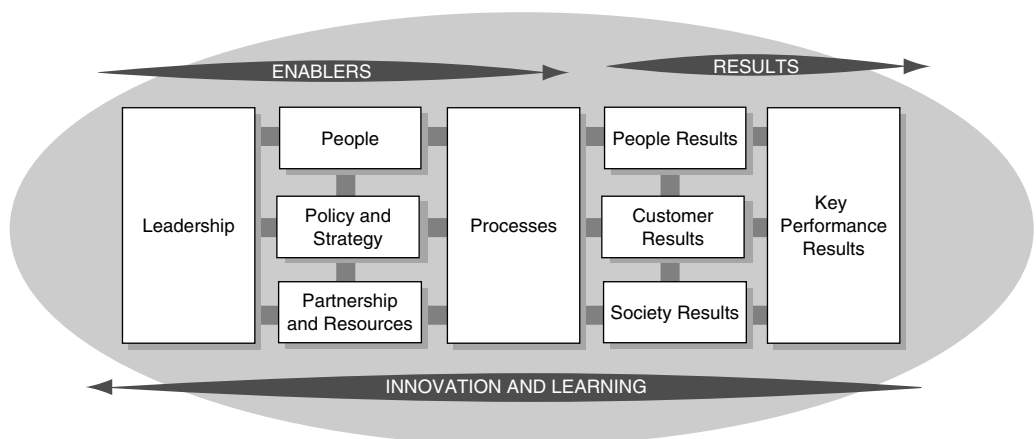 ENABLERS
RESULTS
Leadership
People
Policy and
Strategy
Partnership
and Resources
Processes
People Results
Customer
Results
Society Results
Key
Performance
Results
INNOVATION AND LEARNING